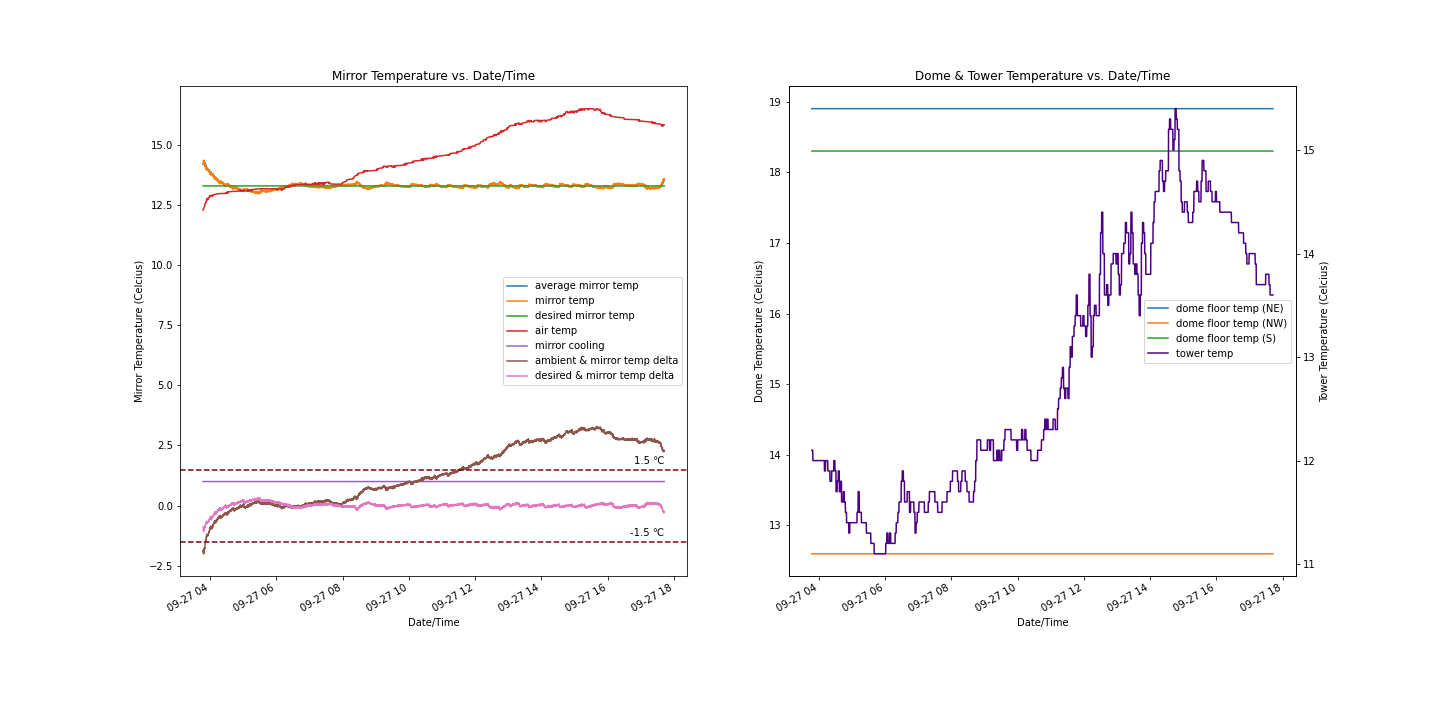 Mirror Temperature vs. Date/Time
15.0
12.5
10.0
7.5
5.0
2.5
0.0
−2.5
Mirror Temperature (Celcius)
average mirror temp
mirror temp
desired mirror temp
air temp
mirror cooling
ambient & mirror temp delta
desired & mirror temp delta
1.5 °C
-1.5 °C
09-27 04
09-27 06
09-27 08
09-27 10
09-27 12
09-27 14
09-27 16
09-27 18
Date/Time
Dome & Tower Temperature vs. Date/Time
19
18
17
16
15
14
13
Dome Temperature (Celcius)
dome floor temp (NE)
dome floor temp (NW)
dome floor temp (S)
tower temp
15
14
13
12
11
Tower Temperature (Celcius)
09-27 04
09-27 06
09-27 08
09-27 10
09-27 12
09-27 14
09-27 16
09-27 18
Date/Time